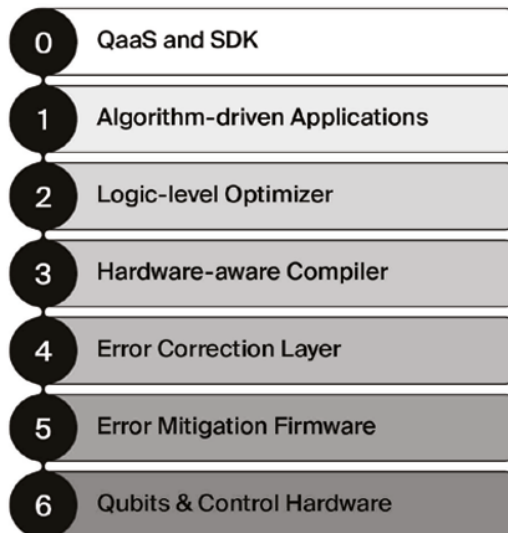 0 QaaS and SDK
1 Algorithm-driven Applications
2 Logic-level Optimizer
3 Hardware-aware Compiler
4 Error Correction Layer
5 Error Mitigation Firmware
6 Qubits & Control Hardware